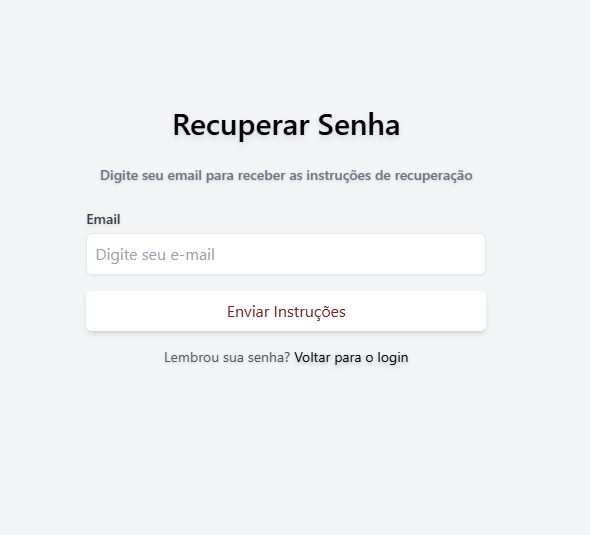 Recuperar Senha
Digite seu email para receber as instruções de recuperação
Email
Digite seu e-mail
Enviar Instruções
Lembrou sua senha? Voltar para o login